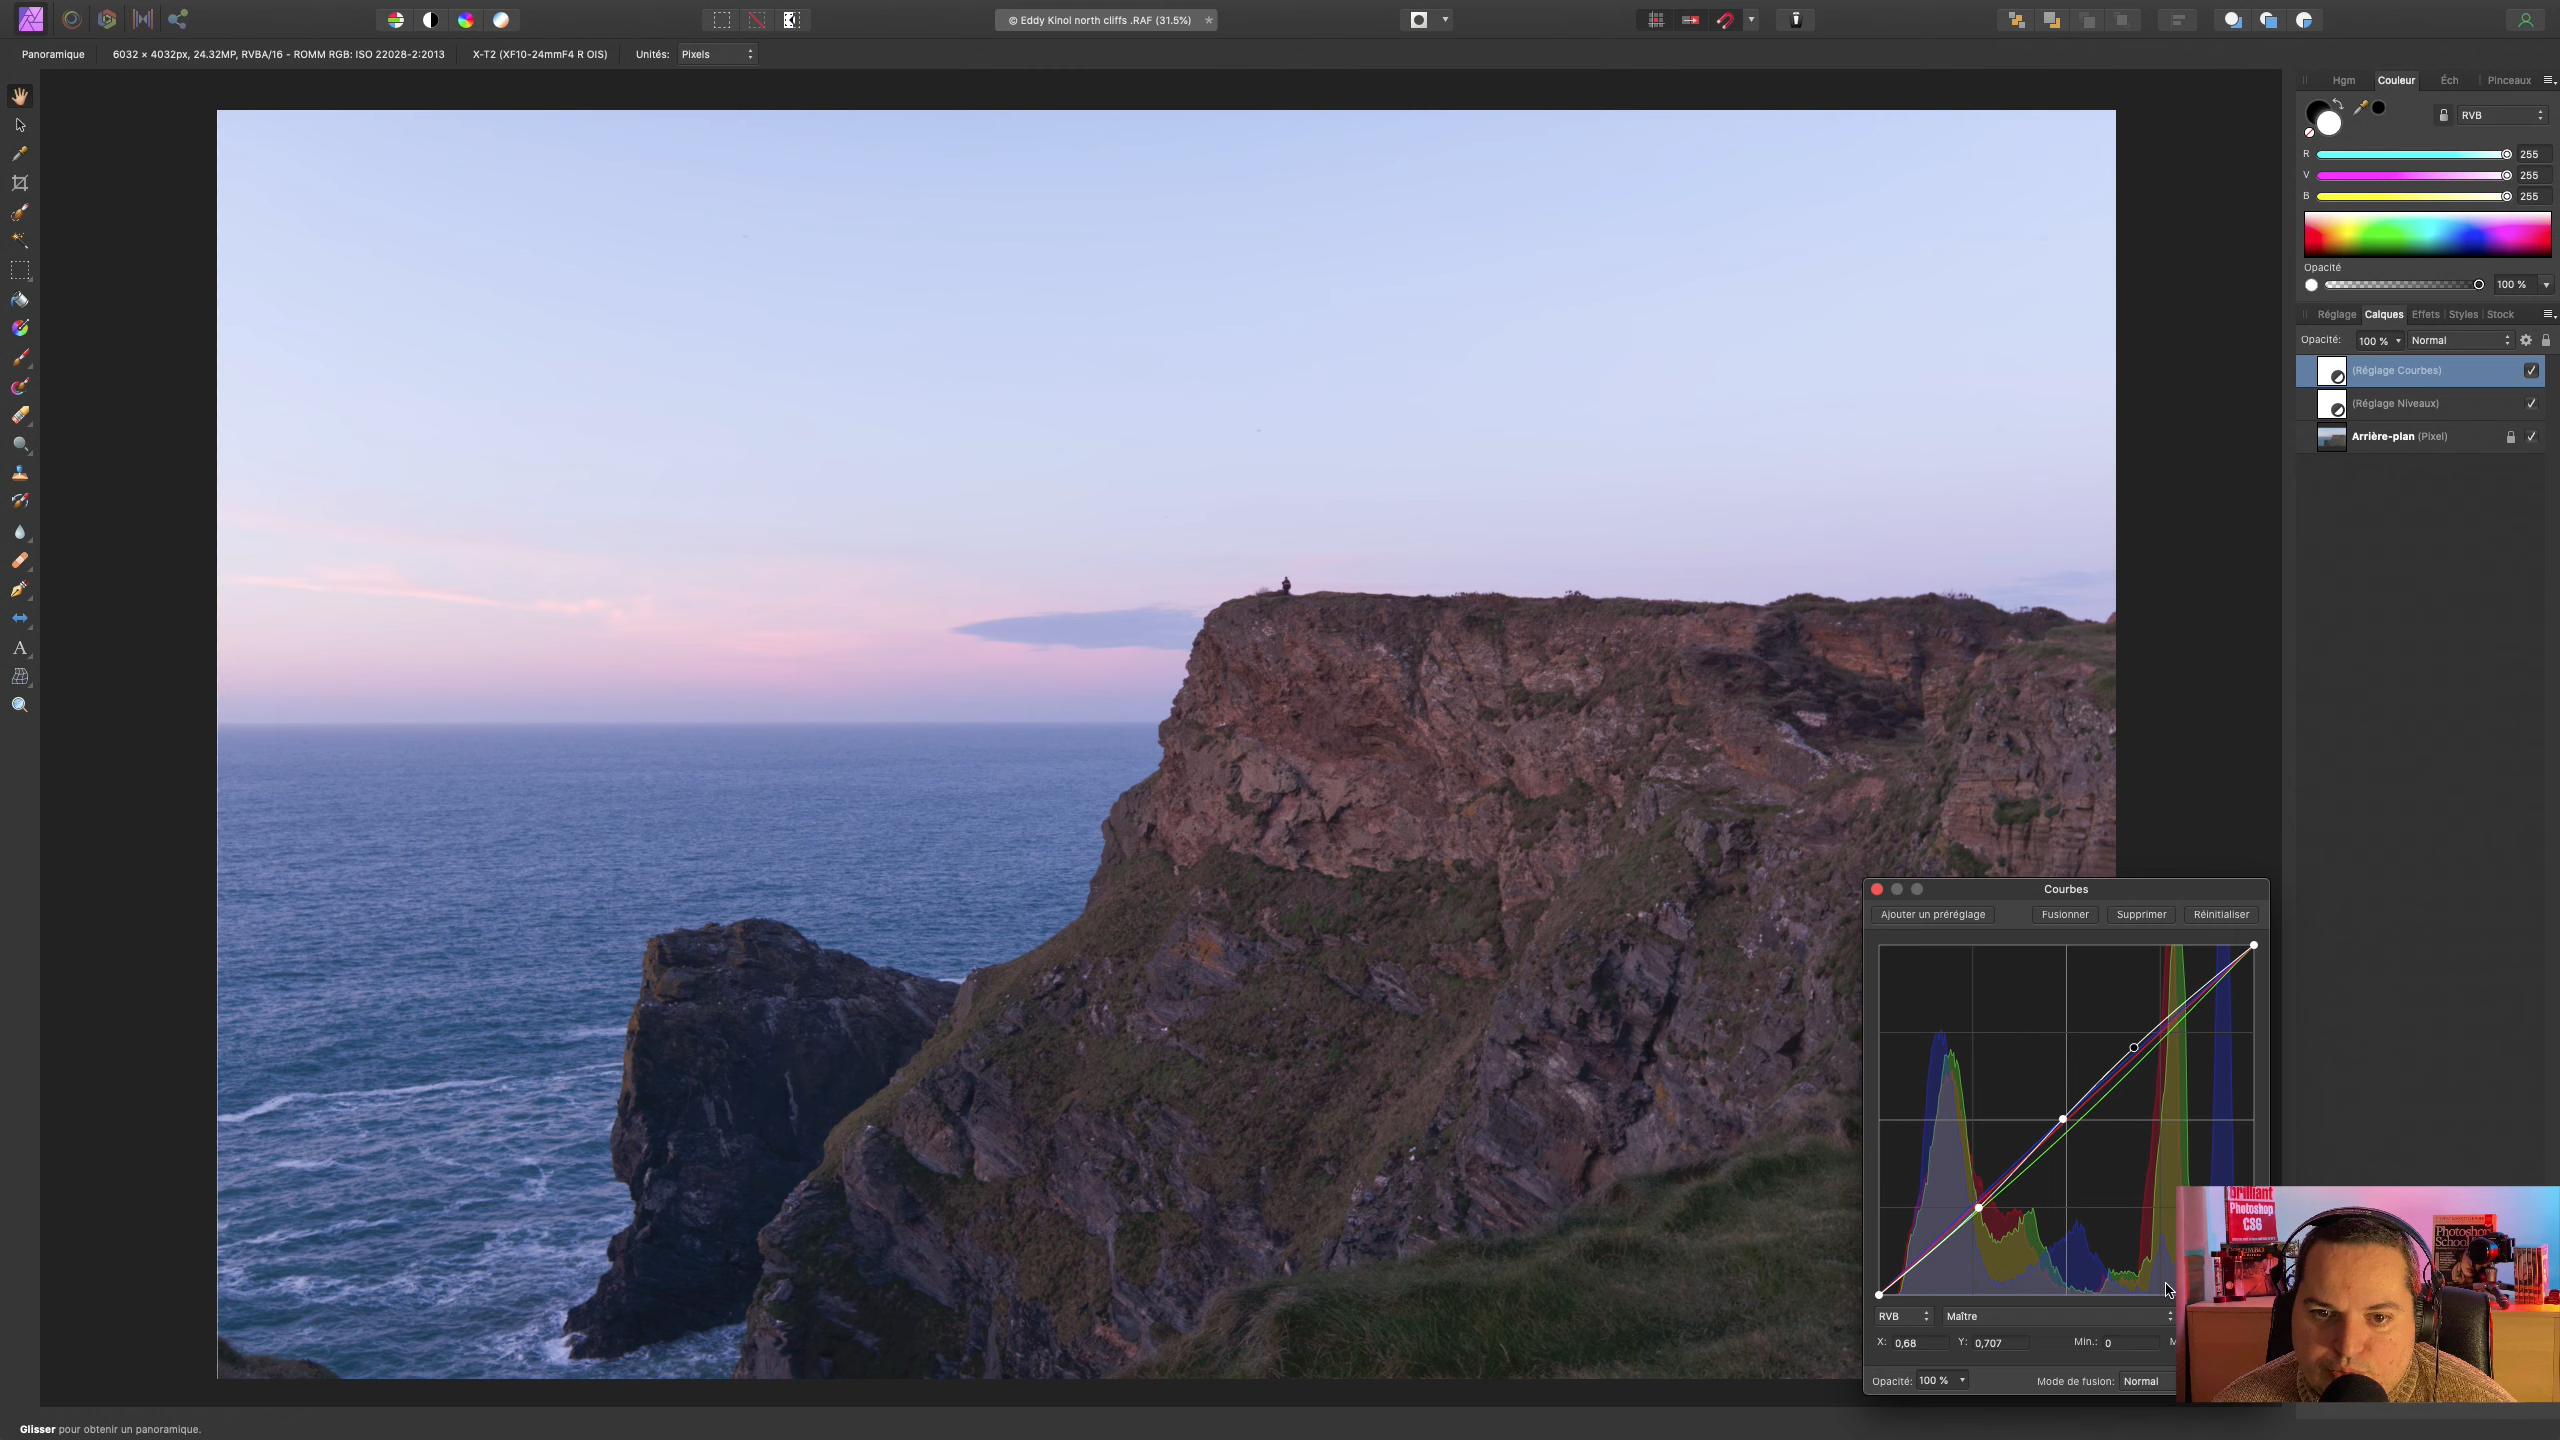 © Eddy Kinol north cliffs .RAF (31.5%)
Panoramique
6032 × 4032px, 24.32MP, RVBA/16 - ROMM RGB: ISO 22028-2:2013
X-T2 (XF10-24mmF4 R OIS)
Unités:
Pixels
Hgm
Couleur
Éch
Pinceaux
RVB
R
255
V
255
B
255
Opacité
100 %
Réglage
Calques
Effets
Styles
Stock
Opacité:
100 %
Normal
(Réglage Courbes)
(Réglage Niveaux)
Arrière-plan (Pixel)
Courbes
Ajouter un préréglage
Fusionner
Supprimer
Réinitialiser
RVB
Maître
X:
0,68
Y:
0,707
Min.:
0
M
Opacité:
100 %
Mode de fusion:
Normal
brilliant
Photoshop
CS6
Glisser pour obtenir un panoramique.